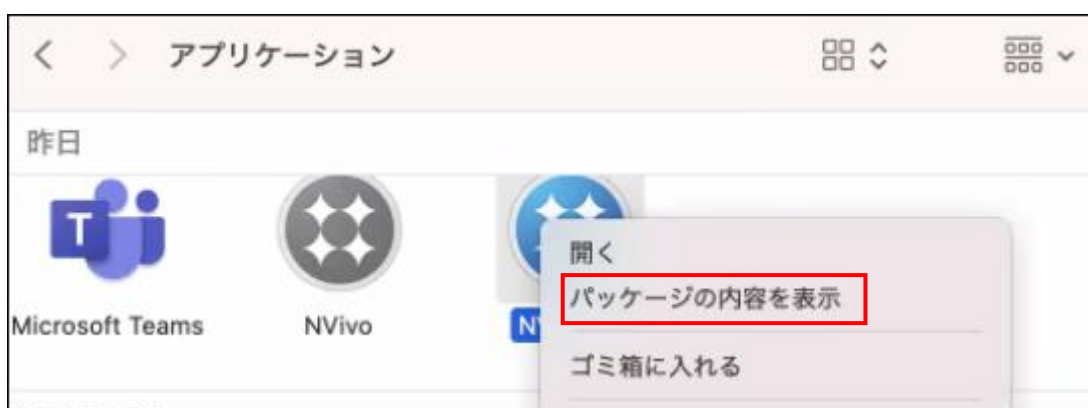 アプリケーション
昨日
T
開く
パッケージの内容を表示
Microsoft Teams
NVivo
ゴミ箱に入れる